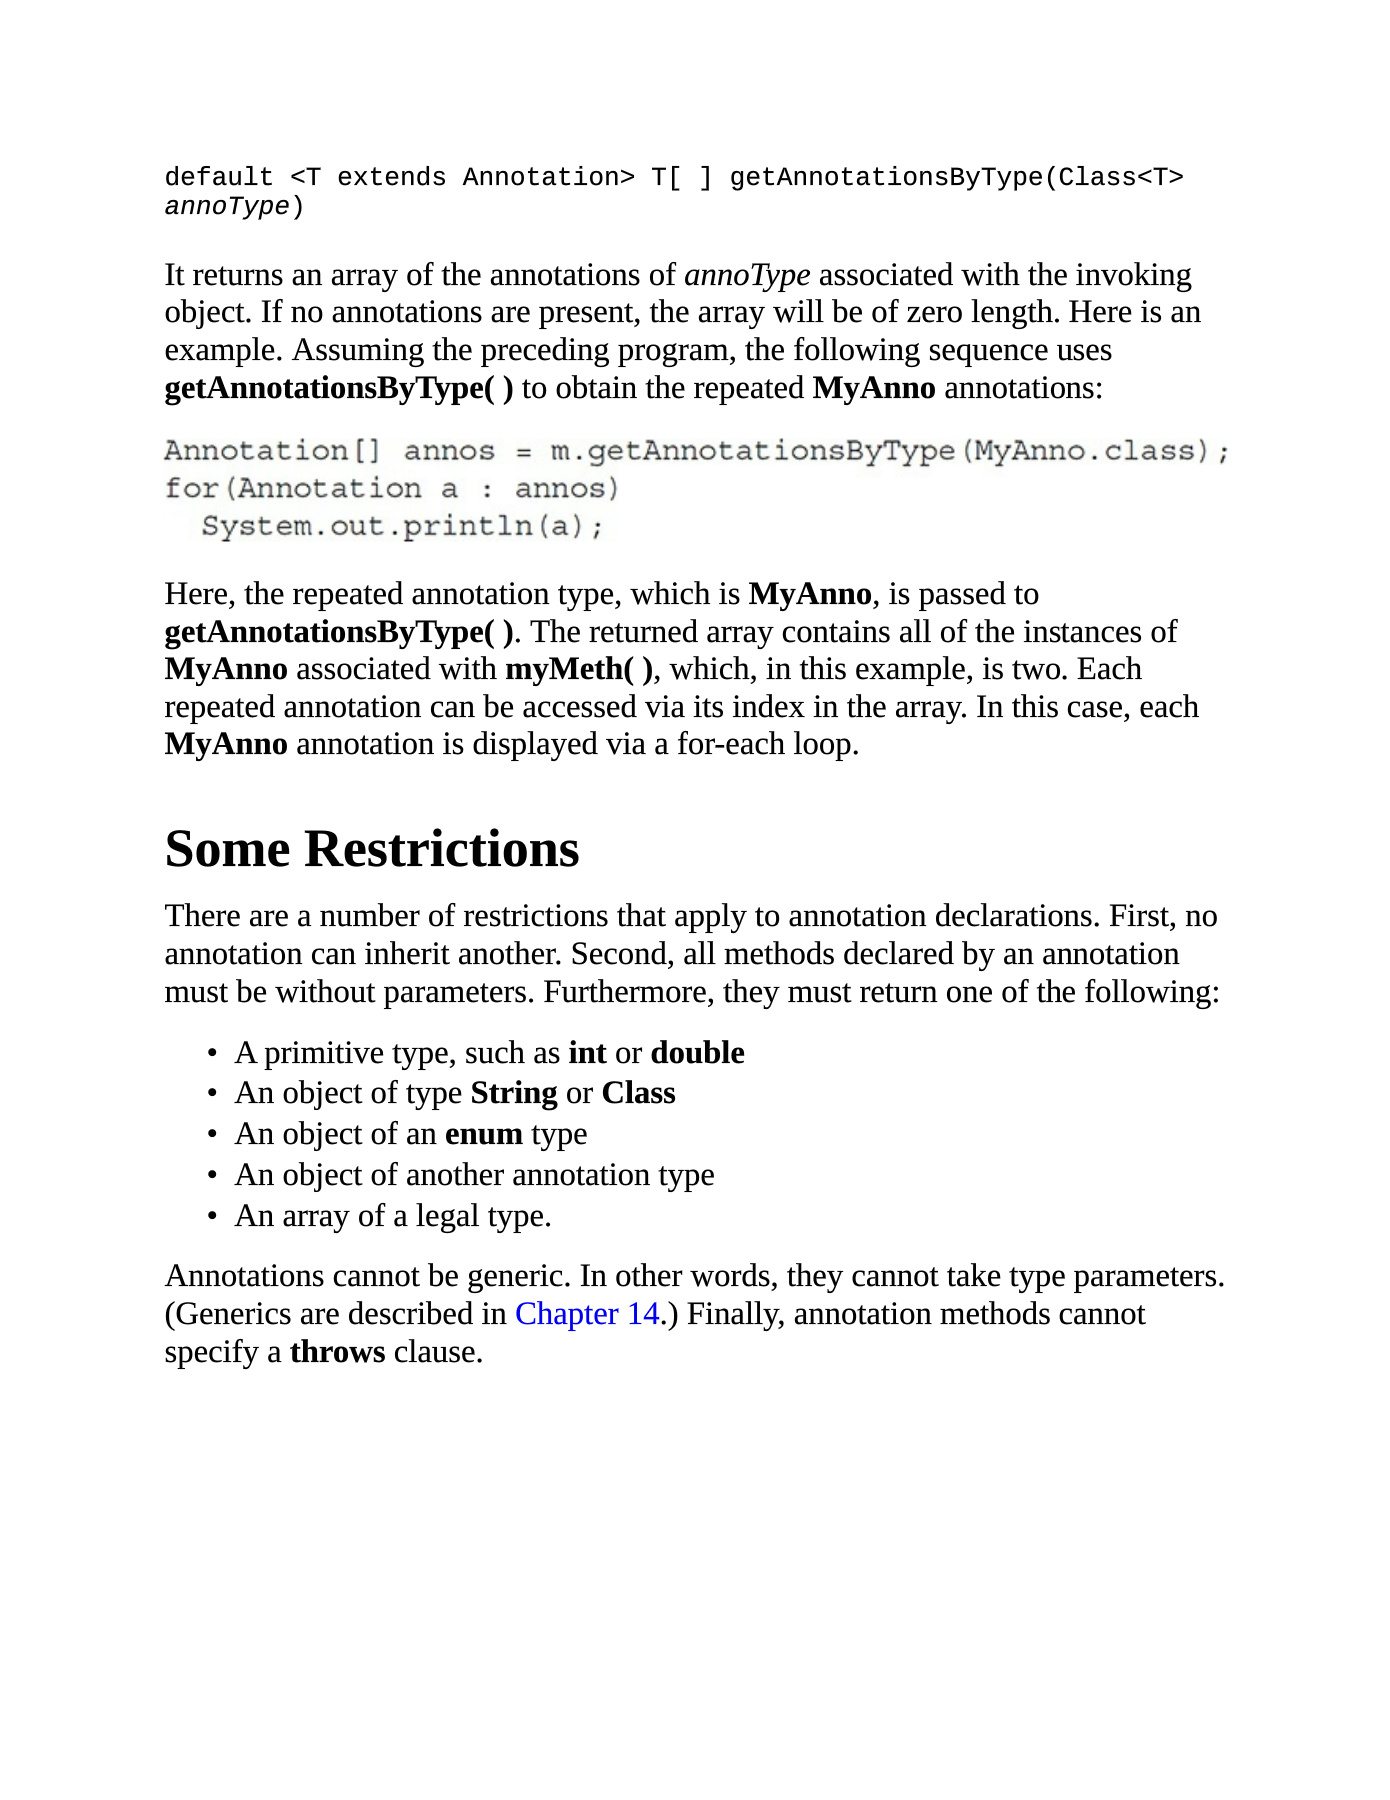 default <T extends Annotation> T[ ] getAnnotationsByType(Class<T>
annoType)
It returns an array of the annotations of annoType associated with the invoking
object. If no annotations are present, the array will be of zero length. Here is an
example. Assuming the preceding program, the following sequence uses
getAnnotationsByType( ) to obtain the repeated MyAnno annotations:
Annotation[] annos = m.getAnnotationsByType(MyAnno.class);
for(Annotation a : annos)
  System.out.println(a);
Here, the repeated annotation type, which is MyAnno, is passed to
getAnnotationsByType( ). The returned array contains all of the instances of
MyAnno associated with myMeth( ), which, in this example, is two. Each
repeated annotation can be accessed via its index in the array. In this case, each
MyAnno annotation is displayed via a for-each loop.
Some Restrictions
There are a number of restrictions that apply to annotation declarations. First, no
annotation can inherit another. Second, all methods declared by an annotation
must be without parameters. Furthermore, they must return one of the following:
• A primitive type, such as int or double
• An object of type String or Class
• An object of an enum type
• An object of another annotation type
• An array of a legal type.
Annotations cannot be generic. In other words, they cannot take type parameters.
(Generics are described in Chapter 14.) Finally, annotation methods cannot
specify a throws clause.